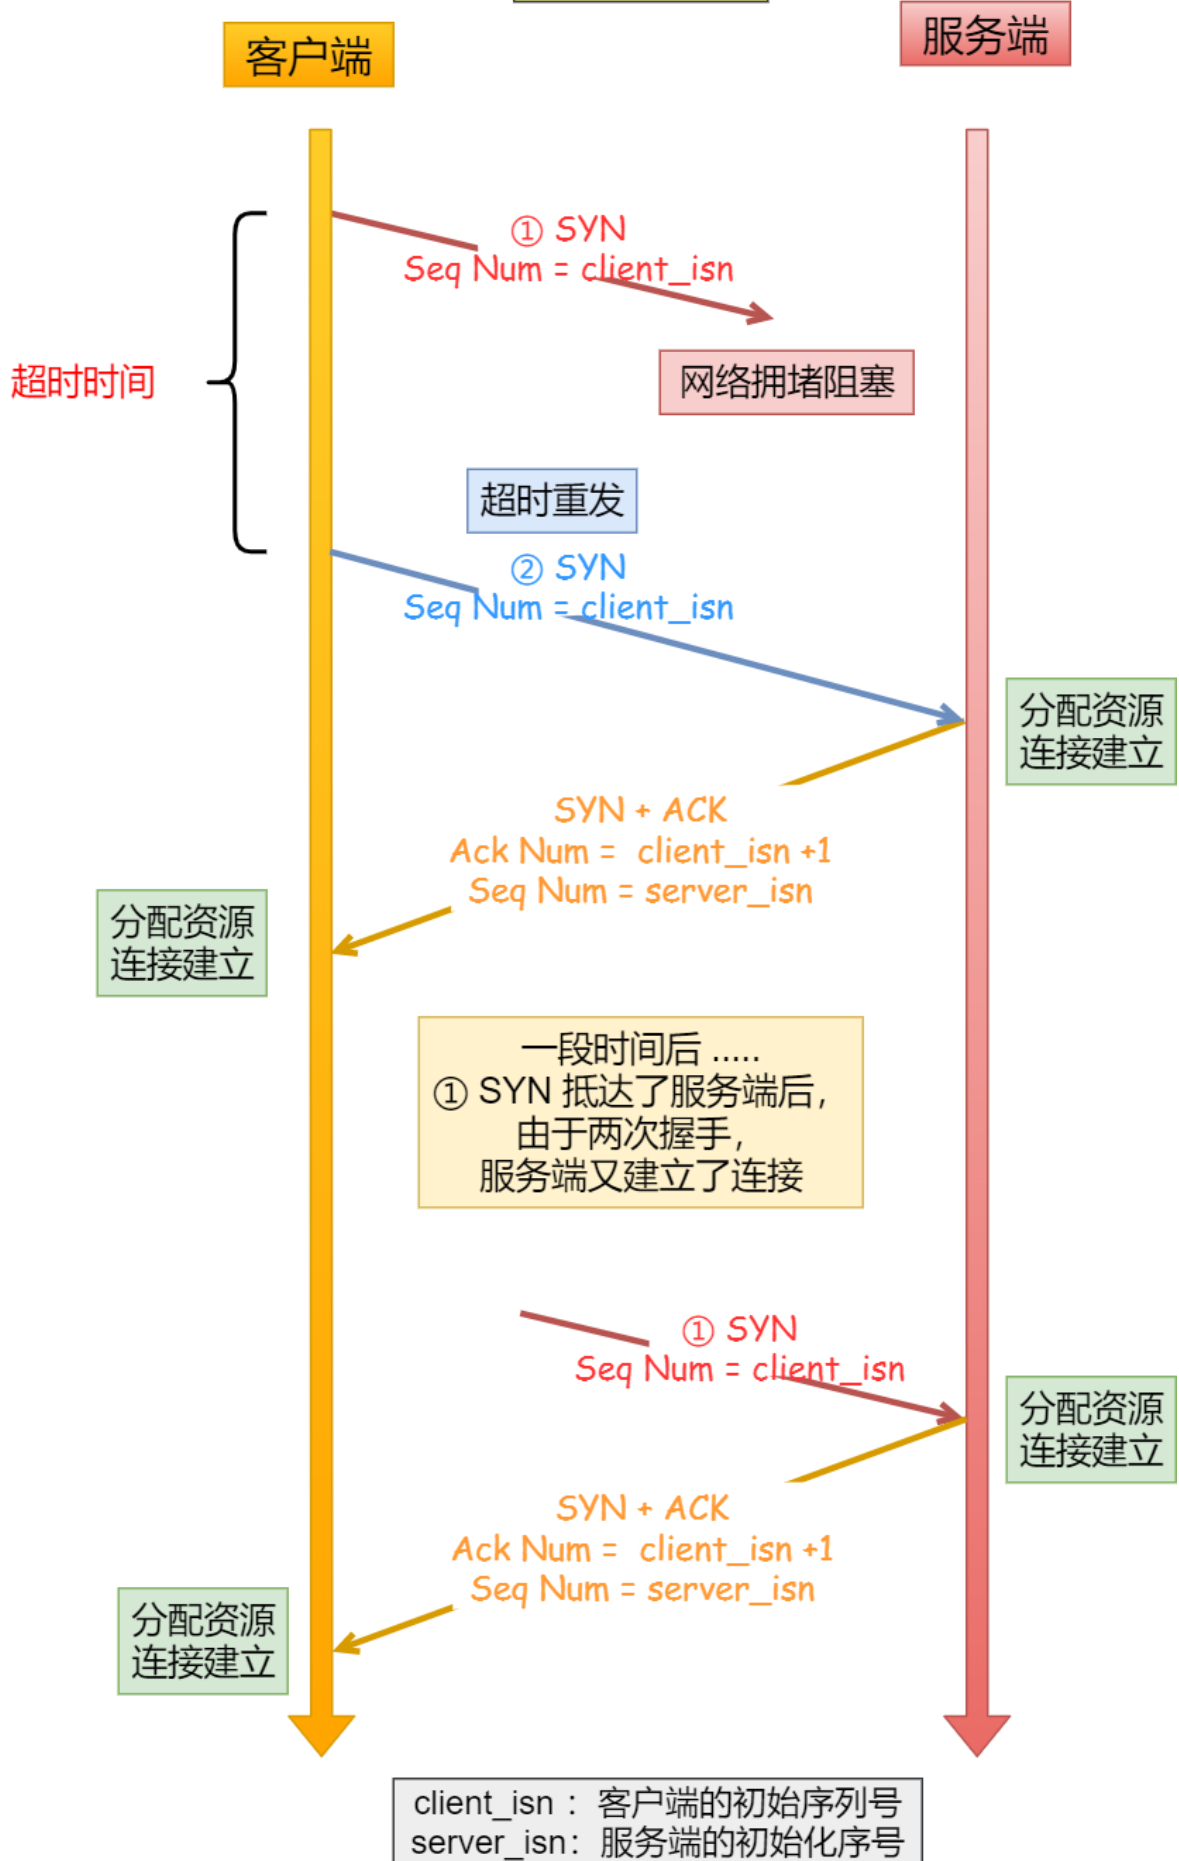 客户端
服务端
① SYN
Seq Num = client_isn
超时时间
网络拥堵阻塞
超时重发
② SYN
Seq Num = client_isn
分配资源
连接建立
SYN + ACK
Ack Num = client_isn +1
Seq Num = server_isn
分配资源
连接建立
一段时间后 .....
① SYN 抵达了服务端后，
由于两次握手，
服务端又建立了连接
① SYN
Seq Num = client_isn
分配资源
连接建立
SYN + ACK
Ack Num = client_isn +1
Seq Num = server_isn
分配资源
连接建立
client_isn ：客户端的初始序列号
server_isn：服务端的初始化序号